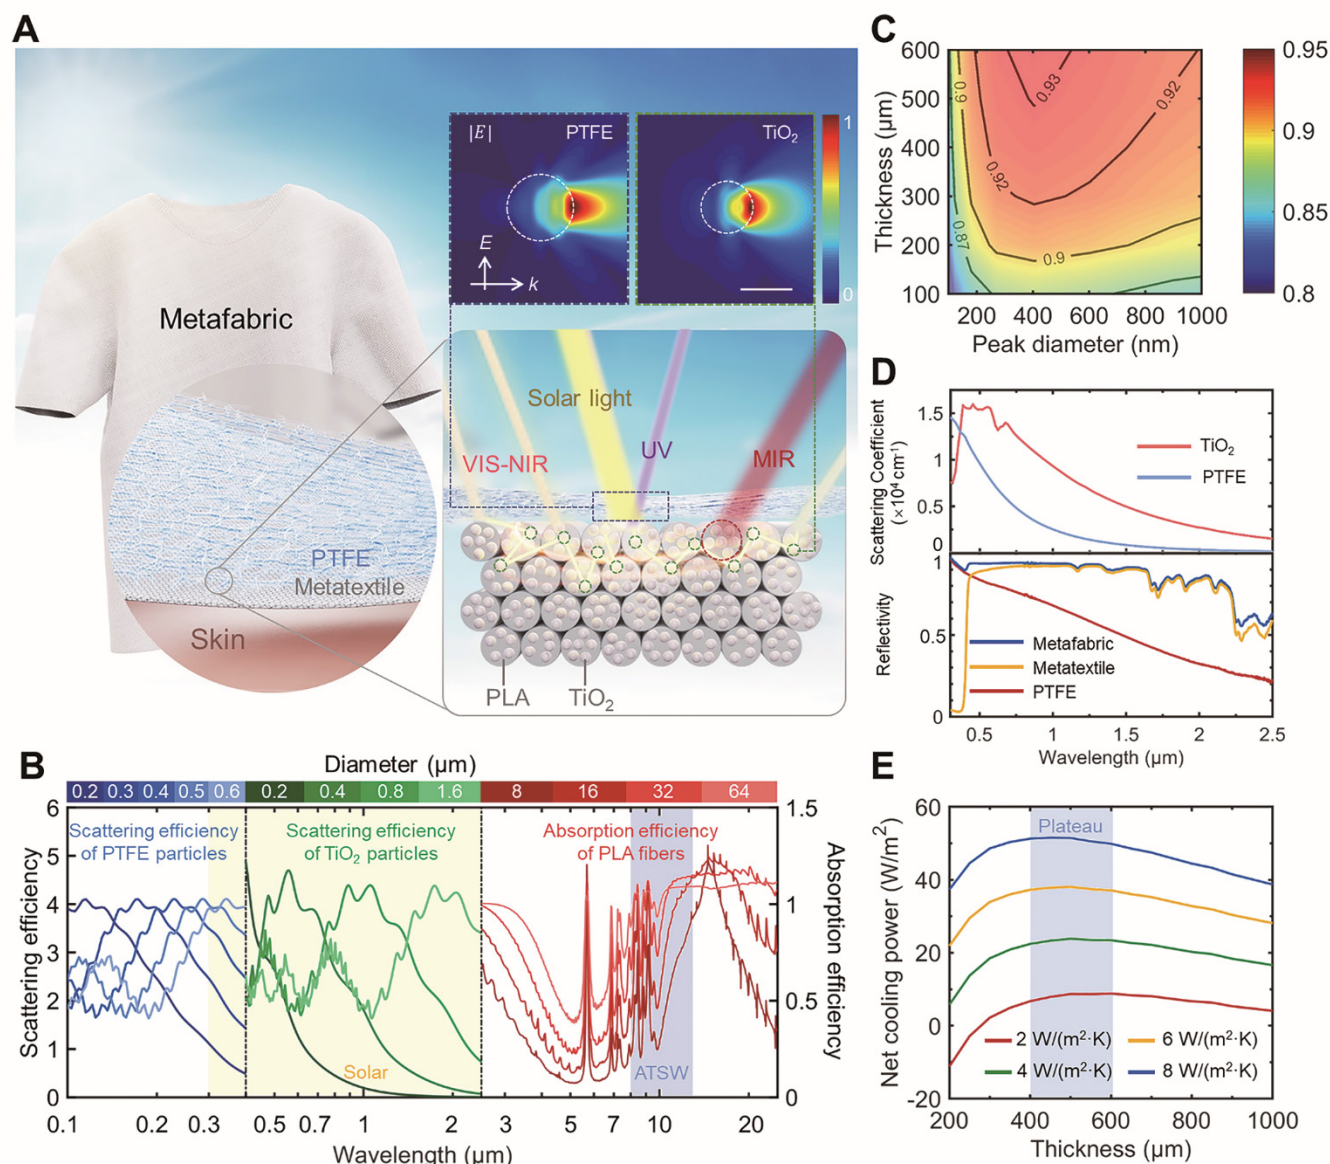 A
Metafabric
PTFE
Metatextile
Skin
|E|
PTFE
E
k
TiO₂
1
0
Solar light
VIS-NIR
UV
MIR
PLA
TiO₂
B
Diameter (μm)
0.2 0.3 0.4 0.5 0.6 0.2 0.4 0.8 1.6 8 16 32 64
Scattering efficiency
of PTFE particles
Scattering efficiency
of TiO₂ particles
Absorption efficiency
of PLA fibers
Solar
ATSW
Scattering efficiency
6
5
4
3
2
1
0
Absorption efficiency
1.5
1
0.5
0
0.1 0.2 0.3 0.5 0.7 1 2 3 5 7 10 20
Wavelength (μm)
C
Thickness (μm)
600
500
400
300
200
100
0.9
0.87
0.92
0.93
0.92
0.9
200 400 600 800 1000
Peak diameter (nm)
0.95
0.9
0.85
0.8
D
Scattering Coefficient
(×10⁴ cm⁻¹)
1.5
1
0.5
0
TiO₂
PTFE
Reflectivity
1
0.5
0
Metafabric
Metatextile
PTFE
0.5 1 1.5 2 2.5
Wavelength (μm)
E
Net cooling power (W/m²)
60
40
20
0
-20
Plateau
2 W/(m²·K)
6 W/(m²·K)
4 W/(m²·K)
8 W/(m²·K)
200 400 600 800 1000
Thickness (μm)